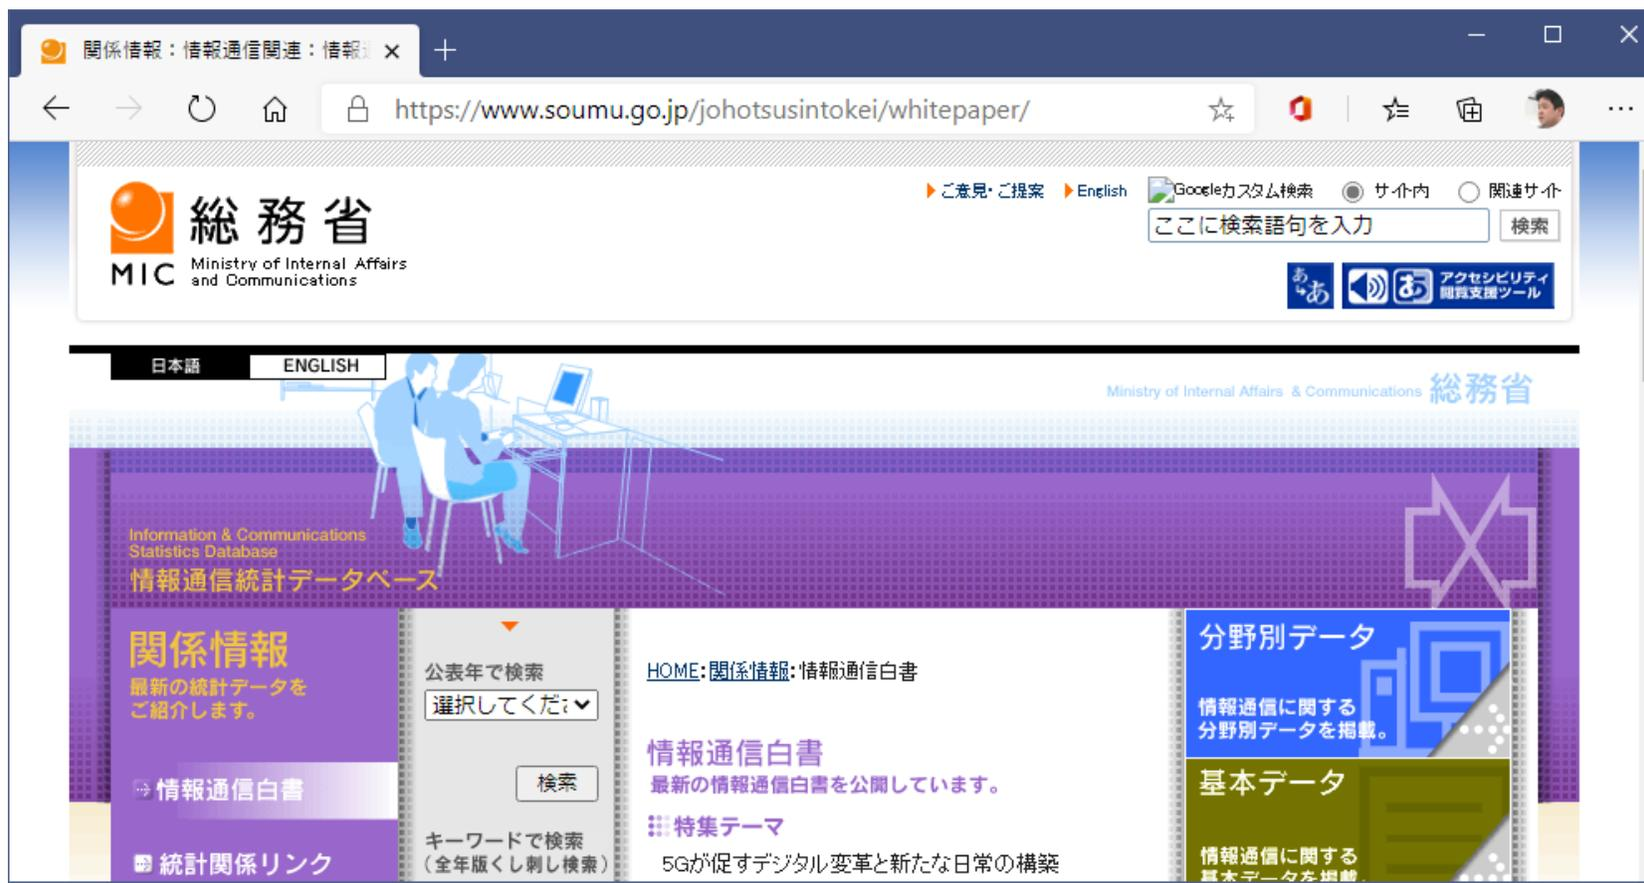 関係情報：情報通信関連：情報
https://www.soumu.go.jp/johotsusintokei/whitepaper/
総務省
MIC
Ministry of Internal Affairs
and Communications
ご意見・ご提案
English
Googleカスタム検索
サイト内
関連サイト
ここに検索語句を入力
検索
あ
あ
あ
アクセシビリティ
閲覧支援ツール
日本語
ENGLISH
Ministry of Internal Affairs & Communications 総務省
Information & Communications
Statistics Database
情報通信統計データベース
関係情報
最新の統計データを
ご紹介します。
情報通信白書
統計関係リンク
公表年で検索
選択してくださ
検索
キーワードで検索
（全年版くし刺し検索）
HOME:関係情報:情報通信白書
情報通信白書
最新の情報通信白書を公開しています。
特集テーマ
5Gが促すデジタル変革と新たな日常の構築
分野別データ
情報通信に関する
分野別データを掲載。
基本データ
情報通信に関する
基本データを掲載。